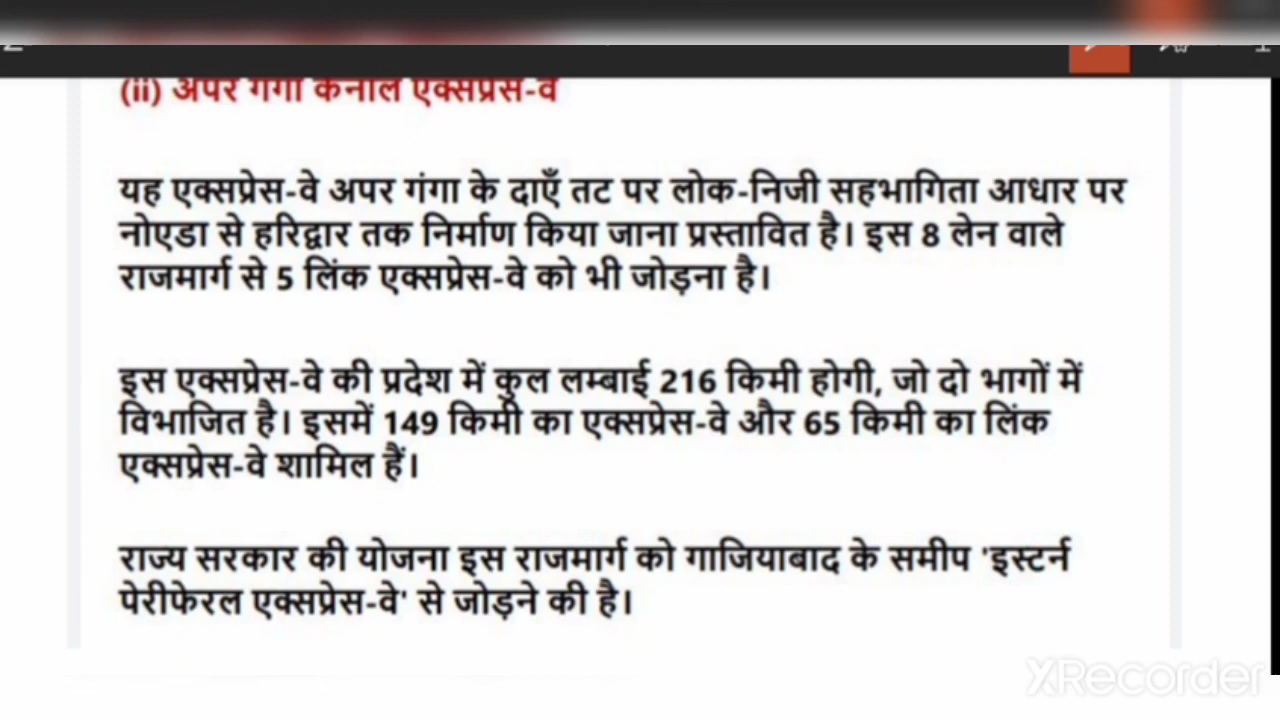 (ii) अपर गंगा कैनाल एक्सप्रेस-वे
यह एक्सप्रेस-वे अपर गंगा के दाएँ तट पर लोक-निजी सहभागिता आधार पर
नोएडा से हरिद्वार तक निर्माण किया जाना प्रस्तावित है। इस 8 लेन वाले
राजमार्ग से 5 लिंक एक्सप्रेस-वे को भी जोड़ना है।
इस एक्सप्रेस-वे की प्रदेश में कुल लम्बाई 216 किमी होगी, जो दो भागों में
विभाजित है। इसमें 149 किमी का एक्सप्रेस-वे और 65 किमी का लिंक
एक्सप्रेस-वे शामिल हैं।
राज्य सरकार की योजना इस राजमार्ग को गाजियाबाद के समीप 'इस्टर्न
पेरीफेरल एक्सप्रेस-वे' से जोड़ने की है।
XRecorder